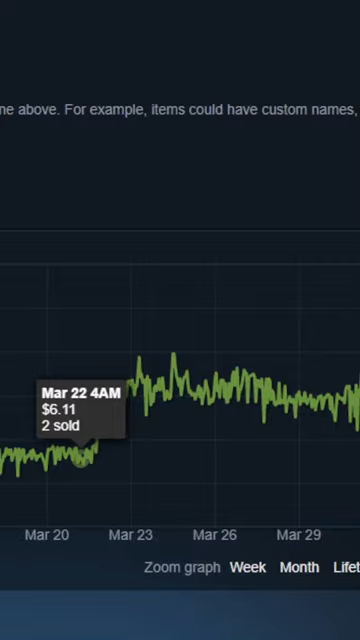 ne above. For example, items could have custom names,
Mar 22 4AM
$6.11
2 sold
Mar 20 Mar 23 Mar 26 Mar 29
Zoom graph Week Month Lifet